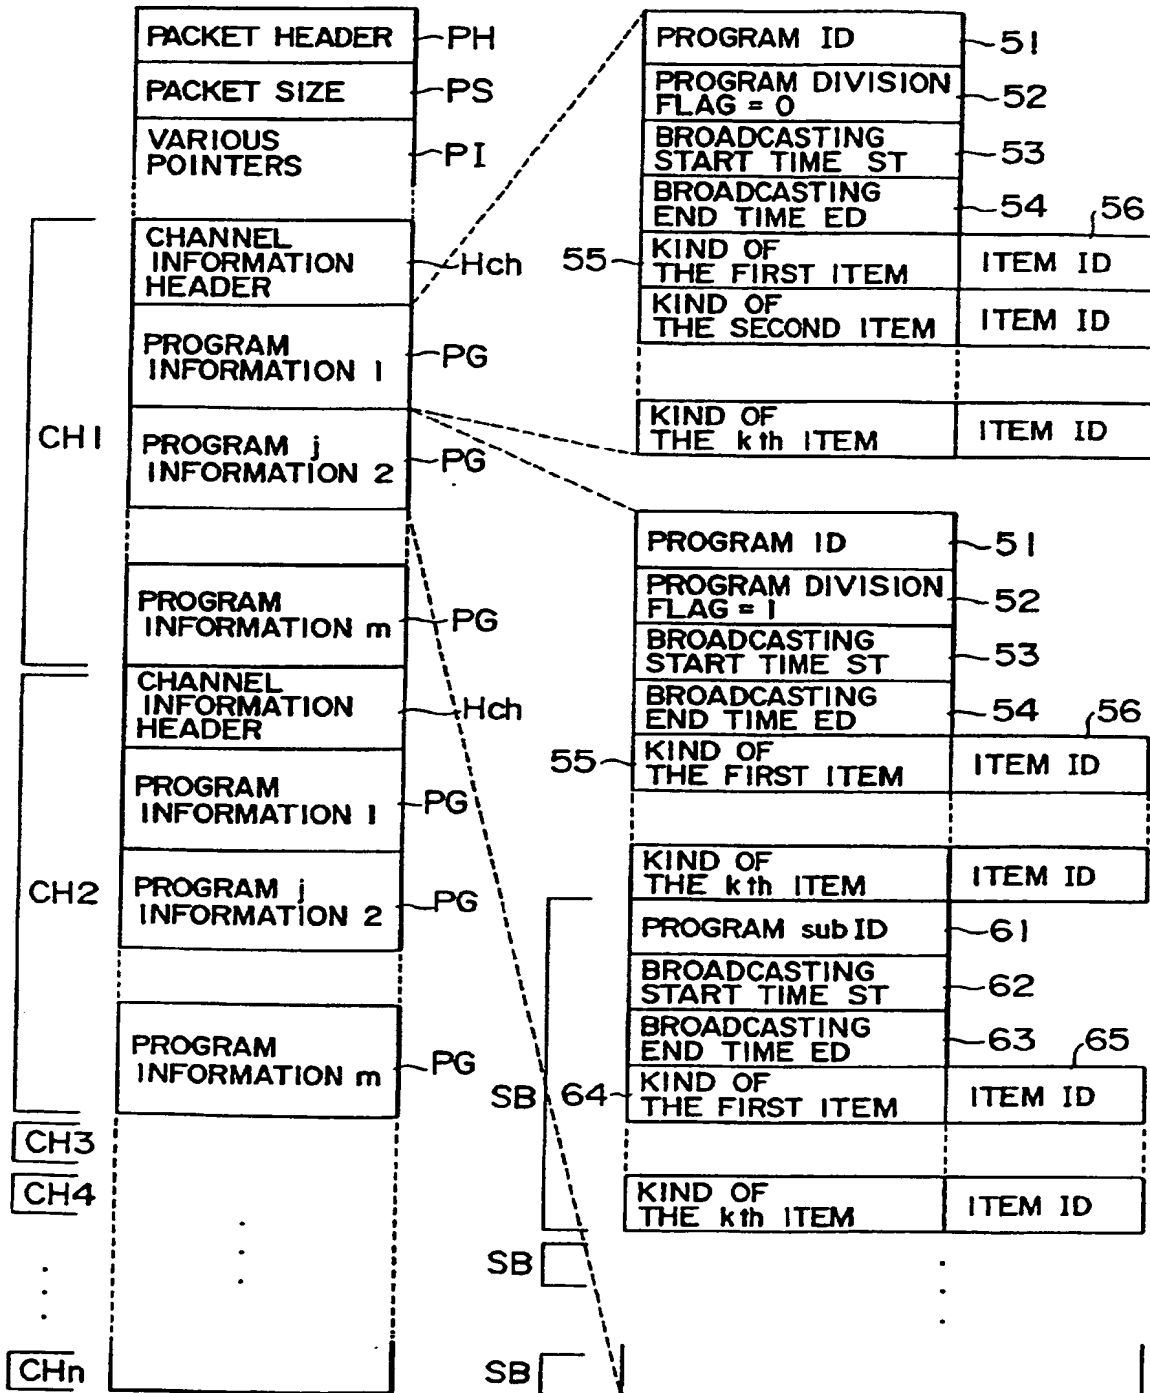 PACKET HEADER
PH
PACKET SIZE
PS
VARIOUS
POINTERS
PI
CH1
CHANNEL
INFORMATION
HEADER
Hch
PROGRAM
INFORMATION 1
PG
PROGRAM j
INFORMATION 2
PG
PROGRAM
INFORMATION m
PG
CH2
CHANNEL
INFORMATION
HEADER
Hch
PROGRAM
INFORMATION 1
PG
PROGRAM j
INFORMATION 2
PG
PROGRAM
INFORMATION m
PG
CH3
CH4
CHn
PROGRAM ID
51
PROGRAM DIVISION
FLAG = 0
52
BROADCASTING
START TIME ST
53
BROADCASTING
END TIME ED
54
56
55
KIND OF
THE FIRST ITEM
ITEM ID
KIND OF
THE SECOND ITEM
ITEM ID
KIND OF
THE kth ITEM
ITEM ID
PROGRAM ID
51
PROGRAM DIVISION
FLAG = 1
52
BROADCASTING
START TIME ST
53
BROADCASTING
END TIME ED
54
56
55
KIND OF
THE FIRST ITEM
ITEM ID
KIND OF
THE kth ITEM
ITEM ID
SB
PROGRAM sub ID
61
BROADCASTING
START TIME ST
62
BROADCASTING
END TIME ED
63
65
64
KIND OF
THE FIRST ITEM
ITEM ID
KIND OF
THE kth ITEM
ITEM ID
SB
SB